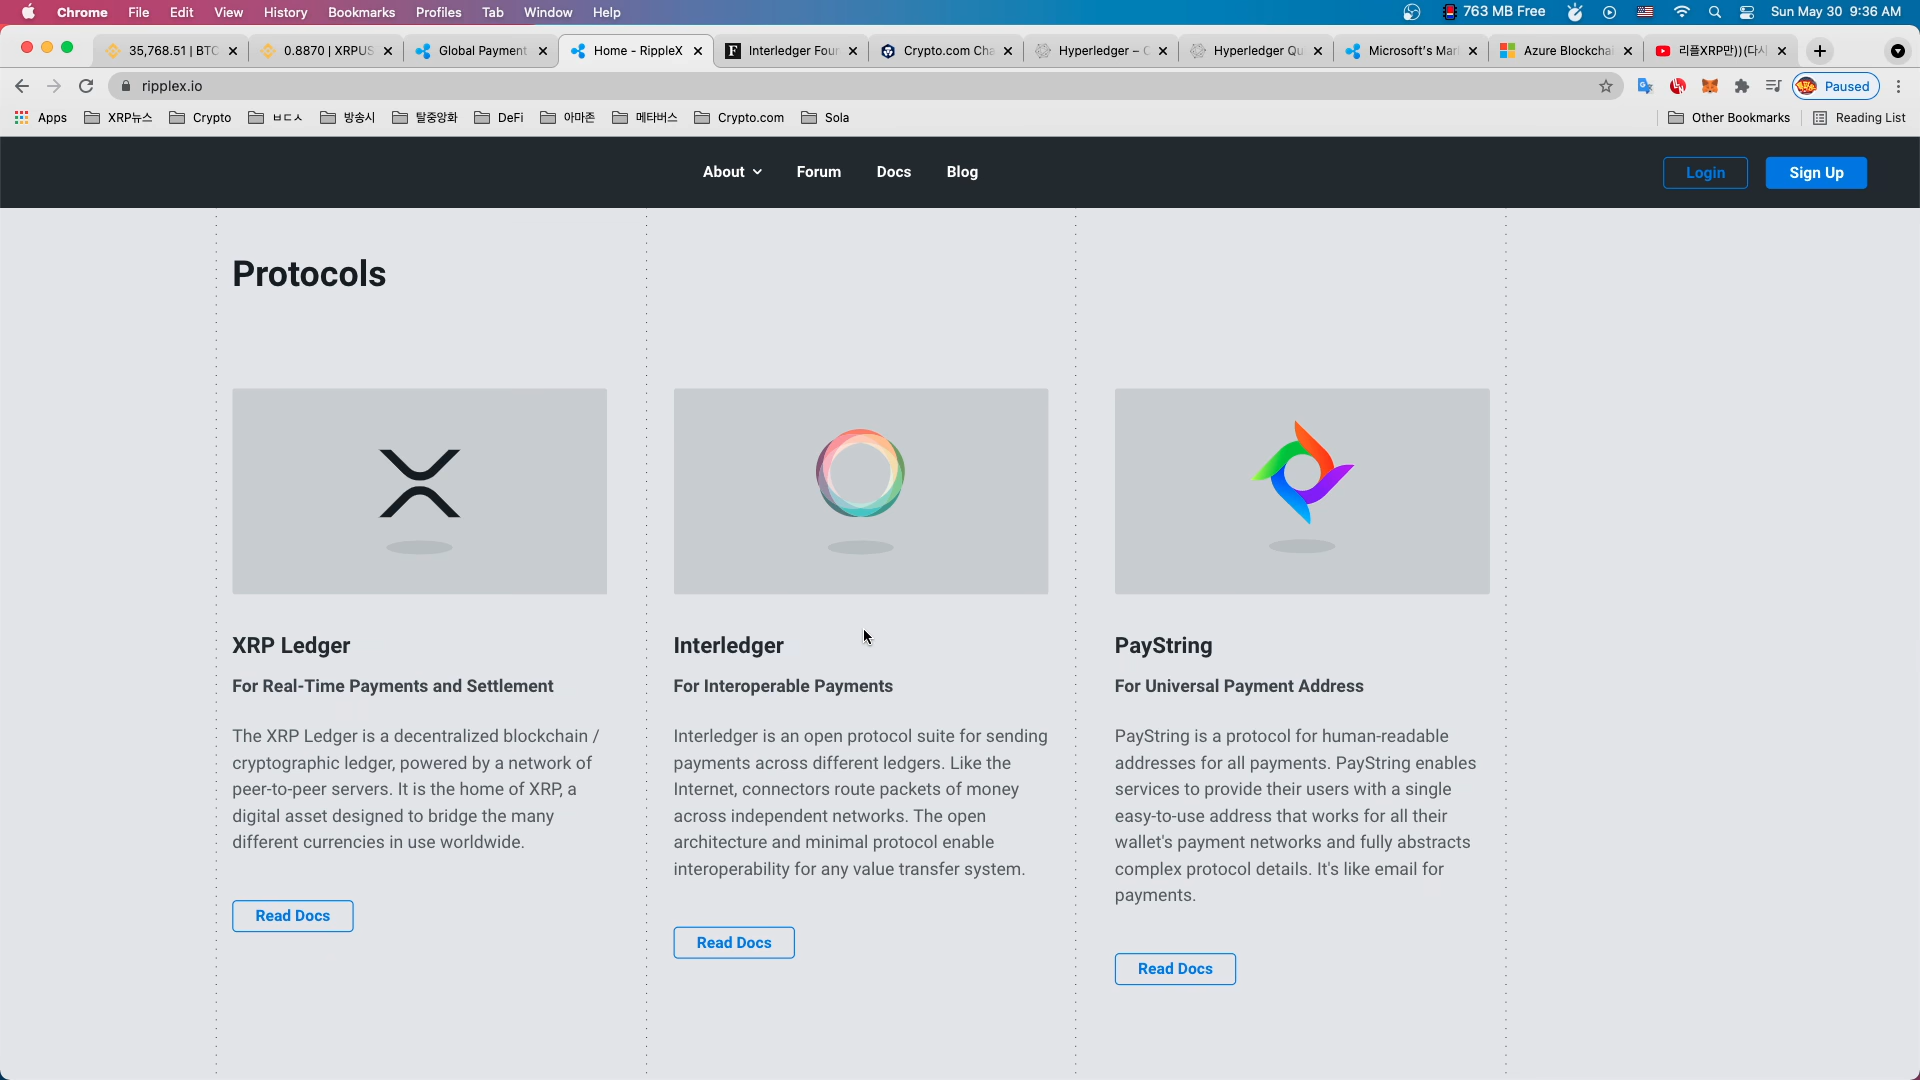 Chrome File Edit View History Bookmarks Profiles Tab Window Help 763 MB Free Sun May 30 9:36 AM
35,768.51 | BTC 0.8870 | XRPUS Global Payment Home - RippleX Interledger Four Crypto.com Cha Hyperledger – C Hyperledger Qu Microsoft's Mar Azure Blockchai 리플XRP만))(다시
ripplex.io Paused
Apps XRP뉴스 Crypto ㅂㄷㅅ 방송시 탈중앙화 DeFi 아마존 메타버스 Crypto.com Sola Other Bookmarks Reading List
About Forum Docs Blog Login Sign Up
Protocols
XRP Ledger
For Real-Time Payments and Settlement
The XRP Ledger is a decentralized blockchain /
cryptographic ledger, powered by a network of
peer-to-peer servers. It is the home of XRP, a
digital asset designed to bridge the many
different currencies in use worldwide.
Read Docs
Interledger
For Interoperable Payments
Interledger is an open protocol suite for sending
payments across different ledgers. Like the
Internet, connectors route packets of money
across independent networks. The open
architecture and minimal protocol enable
interoperability for any value transfer system.
Read Docs
PayString
For Universal Payment Address
PayString is a protocol for human-readable
addresses for all payments. PayString enables
services to provide their users with a single
easy-to-use address that works for all their
wallet's payment networks and fully abstracts
complex protocol details. It's like email for
payments.
Read Docs